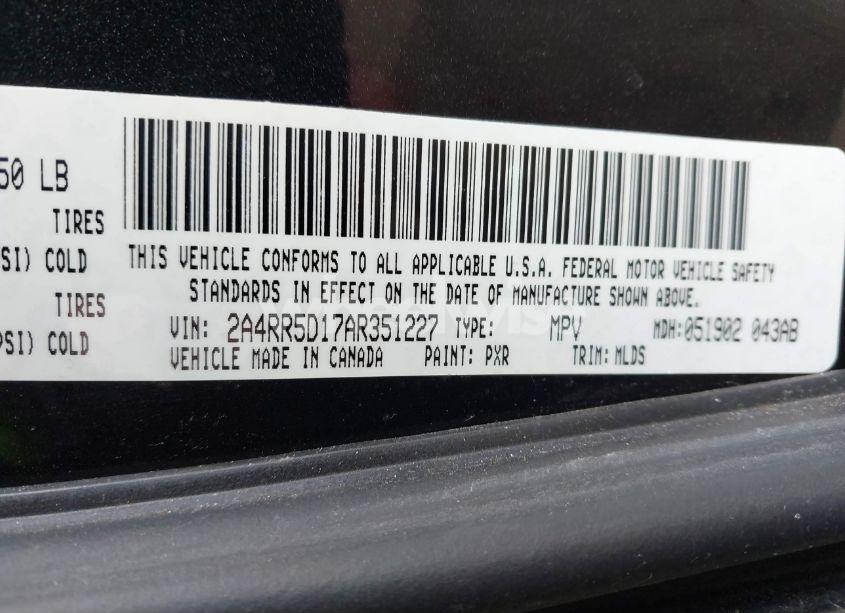 50 LB
TIRES
SI) COLD
TIRES
PSI) COLD
THIS VEHICLE CONFORMS TO ALL APPLICABLE U.S.A. FEDERAL MOTOR VEHICLE SAFETY
STANDARDS IN EFFECT ON THE DATE OF MANUFACTURE SHOWN ABOVE.
VIN: 2A4RR5D17AR351227 TYPE: MPV MDH:051902 043AB
VEHICLE MADE IN CANADA PAINT: PXR TRIM:MLDS